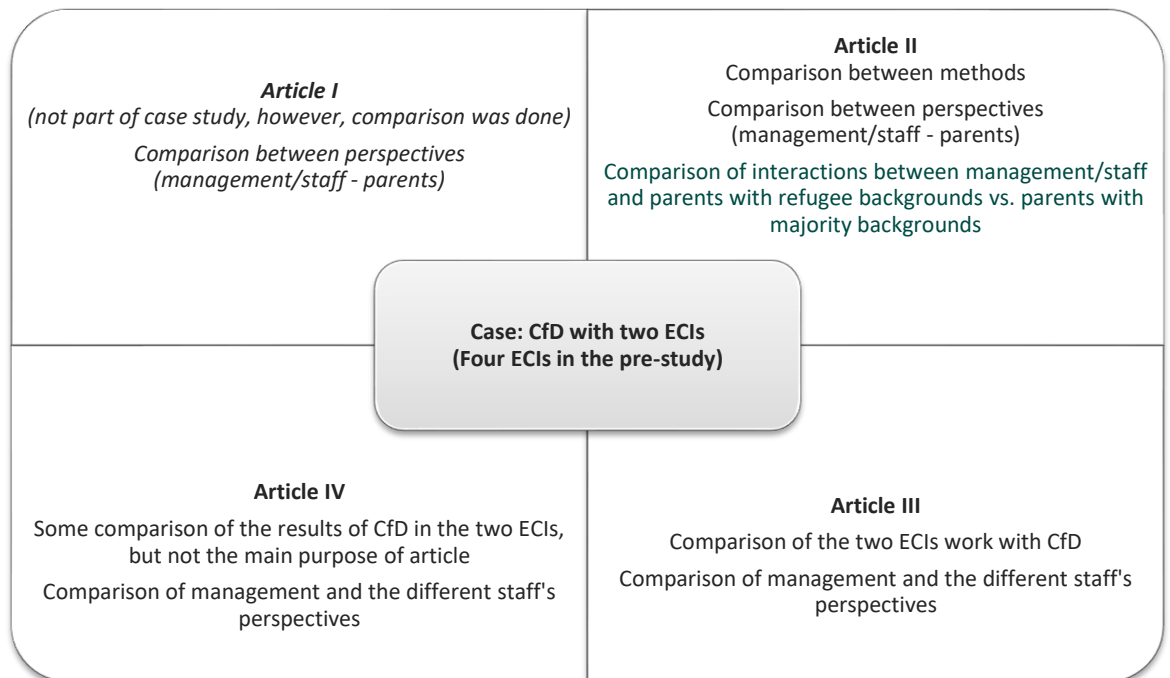 Article I
(not part of case study, however, comparison was done)
Comparison between perspectives
(management/staff - parents)
Article II
Comparison between methods
Comparison between perspectives
(management/staff - parents)
Comparison of interactions between management/staff
and parents with refugee backgrounds vs. parents with
majority backgrounds
Case: CfD with two ECIs
(Four ECIs in the pre-study)
Article IV
Some comparison of the results of CfD in the two ECIs,
but not the main purpose of article
Comparison of management and the different staff's
perspectives
Article III
Comparison of the two ECIs work with CfD
Comparison of management and the different staff's
perspectives